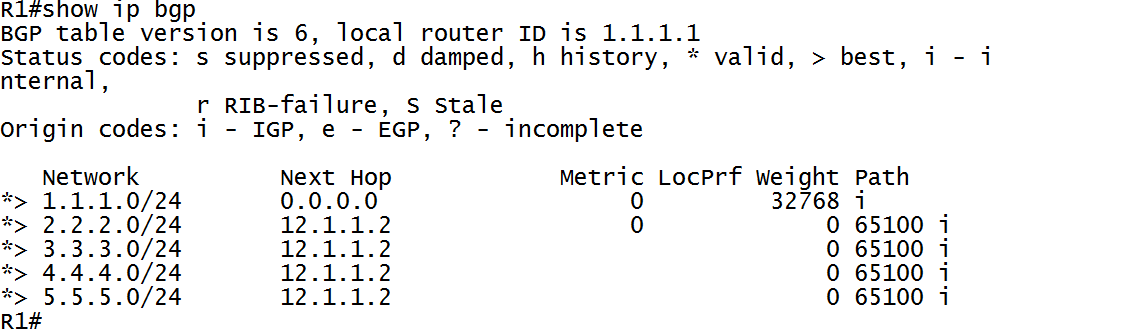 R1#show ip bgp
BGP table version is 6, local router ID is 1.1.1.1
Status codes: s suppressed, d damped, h history, * valid, > best, i - i
nternal,
              r RIB-failure, S Stale
Origin codes: i - IGP, e - EGP, ? - incomplete

   Network          Next Hop            Metric LocPrf Weight Path
*> 1.1.1.0/24       0.0.0.0                  0         32768 i
*> 2.2.2.0/24       12.1.1.2                 0             0 65100 i
*> 3.3.3.0/24       12.1.1.2                               0 65100 i
*> 4.4.4.0/24       12.1.1.2                               0 65100 i
*> 5.5.5.0/24       12.1.1.2                               0 65100 i
R1#